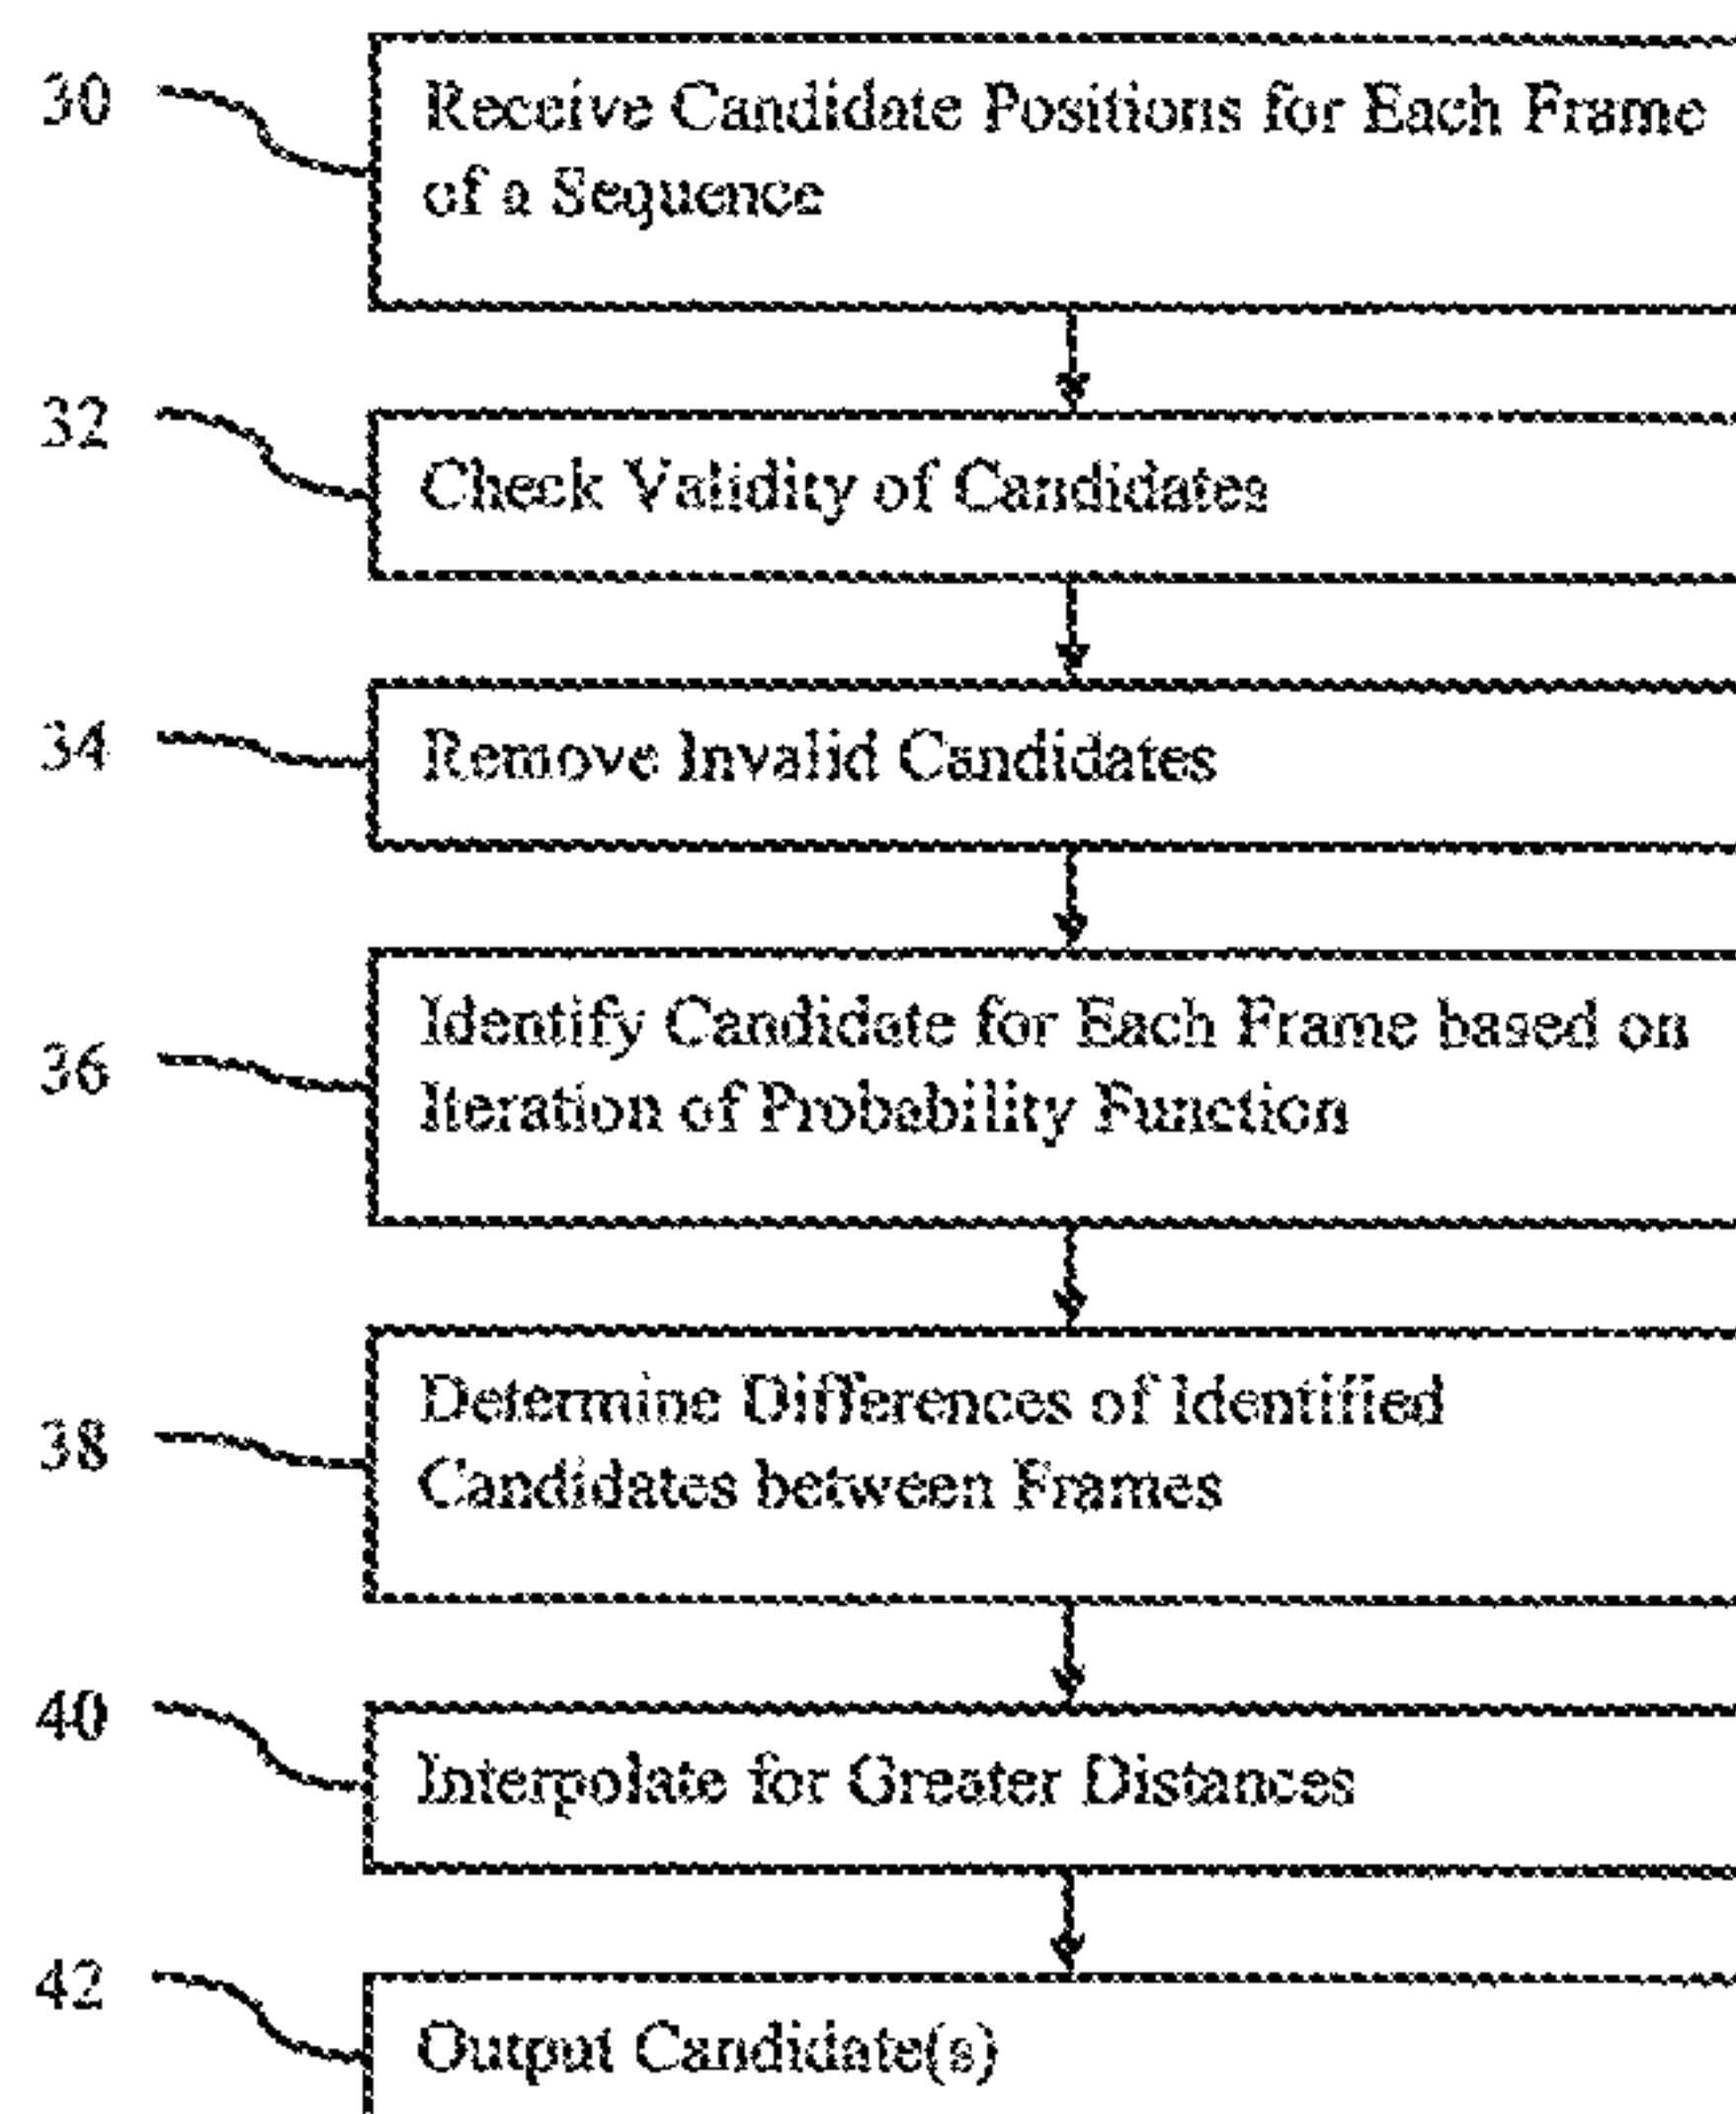 30
Receive Candidate Positions for Each Frame
of a Sequence
32
Check Validity of Candidates
34
Remove Invalid Candidates
36
Identify Candidate for Each Frame based on
Iteration of Probability Function
38
Determine Differences of Identified
Candidates between Frames
40
Interpolate for Greater Distances
42
Output Candidate(s)